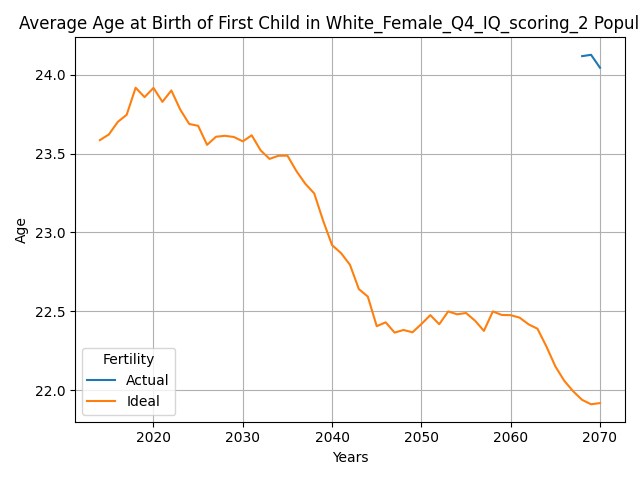 Average Age at Birth of First Child in White_Female_Q4_IQ_scoring_2 Popul
24.0
23.5
23.0
22.5
22.0
Age
Fertility
Actual
Ideal
2020 2030 2040 2050 2060 2070
Years